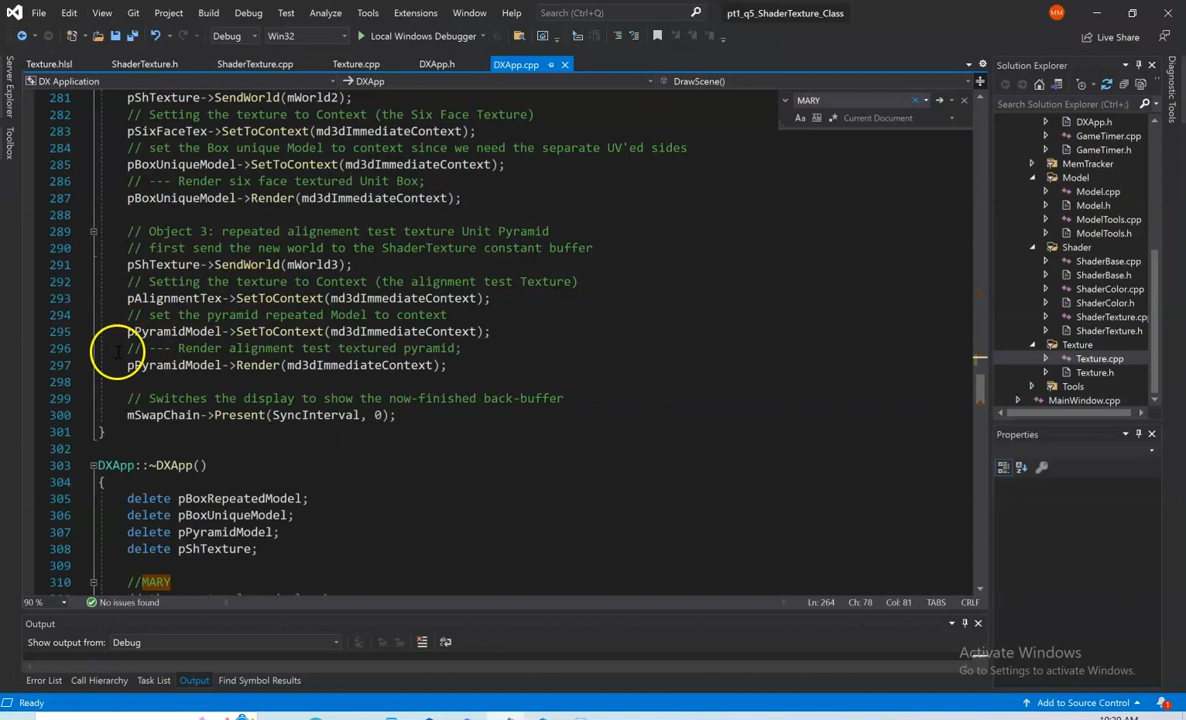 File Edit View Git Project Build Debug Test Analyze Tools Extensions Window Help Search (Ctrl+Q) pt1_q5_ShaderTexture_Class MM
Debug Win32 Local Windows Debugger Live Share
Texture.hlsl ShaderTexture.h ShaderTexture.cpp Texture.cpp DXApp.h DXApp.cpp
DX Application DXApp DrawScene()
MARY
Aa Current Document
281 pShTexture->SendWorld(mWorld2);
282 // Setting the texture to Context (the Six Face Texture)
283 pSixFaceTex->SetToContext(md3dImmediateContext);
284 // set the Box unique Model to context since we need the separate UV'ed sides
285 pBoxUniqueModel->SetToContext(md3dImmediateContext);
286 // --- Render six face textured Unit Box;
287 pBoxUniqueModel->Render(md3dImmediateContext);
288
289 // Object 3: repeated alignement test texture Unit Pyramid
290 // first send the new world to the ShaderTexture constant buffer
291 pShTexture->SendWorld(mWorld3);
292 // Setting the texture to Context (the alignment test Texture)
293 pAlignmentTex->SetToContext(md3dImmediateContext);
294 // set the pyramid repeated Model to context
295 pPyramidModel->SetToContext(md3dImmediateContext);
296 // --- Render alignment test textured pyramid;
297 pPyramidModel->Render(md3dImmediateContext);
298
299 // Switches the display to show the now-finished back-buffer
300 mSwapChain->Present(SyncInterval, 0);
301 }
302
303 DXApp::~DXApp()
304 {
305 delete pBoxRepeatedModel;
306 delete pBoxUniqueModel;
307 delete pPyramidModel;
308 delete pShTexture;
309
310 //MARY
90 % No issues found Ln: 264 Ch: 78 Col: 81 TABS CRLF
Output
Show output from: Debug
Error List Call Hierarchy Task List Output Find Symbol Results
Ready Add to Source Control 1
Server Explorer
Toolbox
Solution Explorer
Search Solution Explorer (Ctrl+;)
DXApp.h
GameTimer.cpp
GameTimer.h
MemTracker
Model
Model.cpp
Model.h
ModelTools.cpp
ModelTools.h
Shader
ShaderBase.cpp
ShaderBase.h
ShaderColor.cpp
ShaderColor.h
ShaderTexture.cpp
ShaderTexture.h
Texture
Texture.cpp
Texture.h
Tools
MainWindow.cpp
Properties
Diagnostic Tools
Activate Windows
Go to Settings to activate Windows.